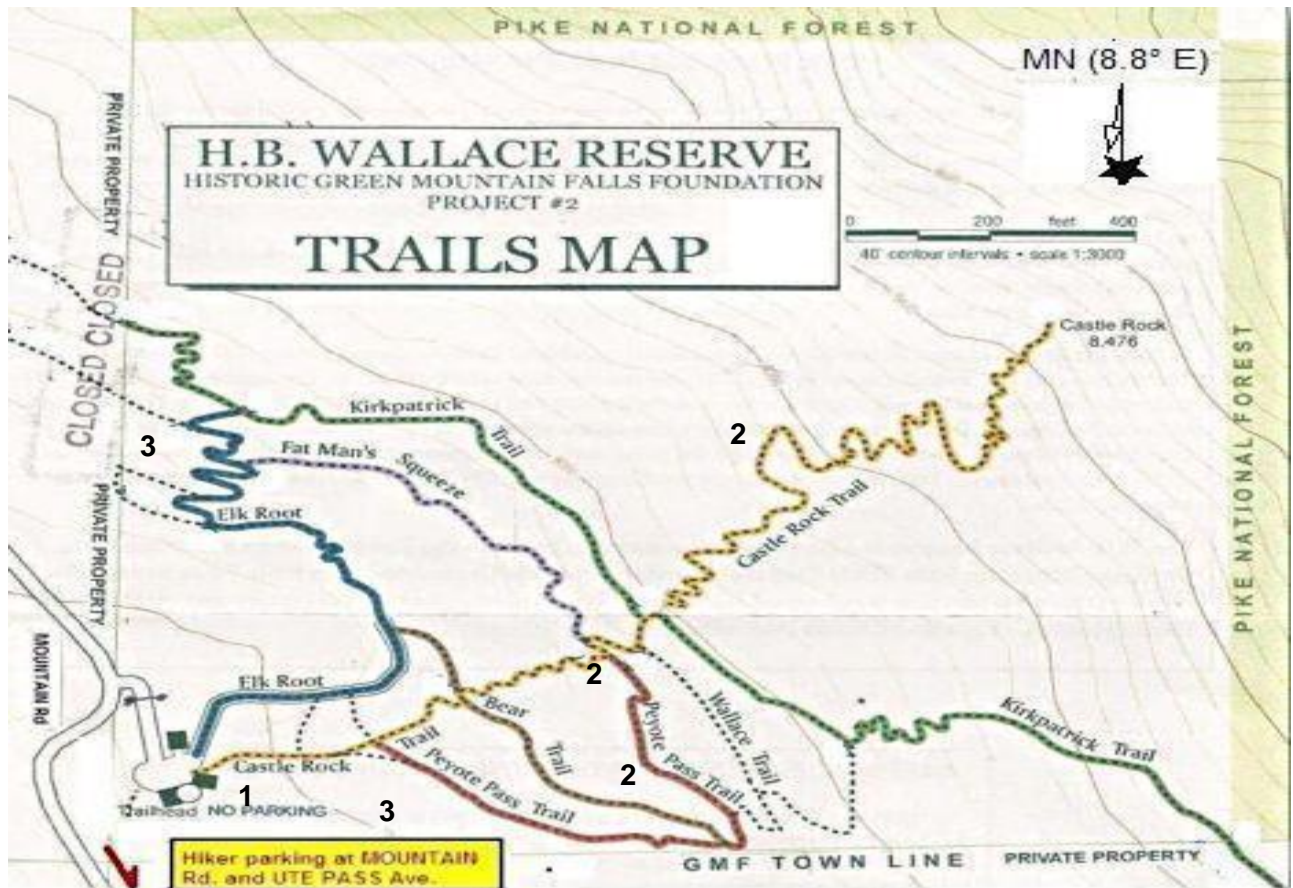 PIKE NATIONAL FOREST
MN (8.8° E)
PRIVATE PROPERTY
H.B. WALLACE RESERVE
HISTORIC GREEN MOUNTAIN FALLS FOUNDATION
PROJECT #2
TRAILS MAP
0 200 feet 400
40' contour intervals • scale 1:3000
CLOSED CLOSED
Castle Rock
8.476
PIKE NATIONAL FOREST
Kirkpatrick
Trail
2
3
Fat Man's
Squeeze
Elk Root
Castle Rock Trail
PRIVATE PROPERTY
MOUNTAIN Rd
Elk Root
2
Bear
Trail
Peyote Pass Trail
Wallace Trail
Kirkpatrick Trail
Castle Rock
Trail
Peyote Pass Trail
2
1
3
Trailhead NO PARKING
Hiker parking at MOUNTAIN
Rd. and UTE PASS Ave.
GMF TOWN LINE
PRIVATE PROPERTY